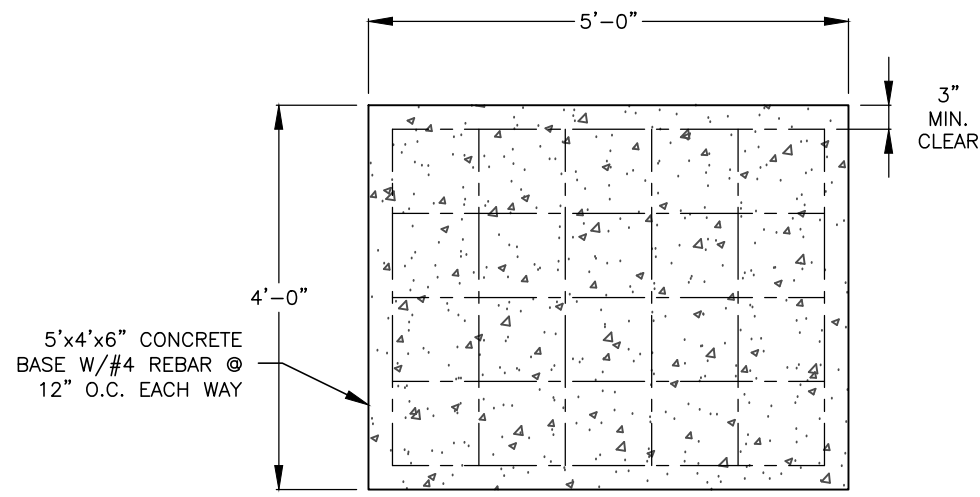 5'-0"
3"
MIN.
CLEAR
4'-0"
5'x4'x6" CONCRETE
BASE W/#4 REBAR @
12" O.C. EACH WAY